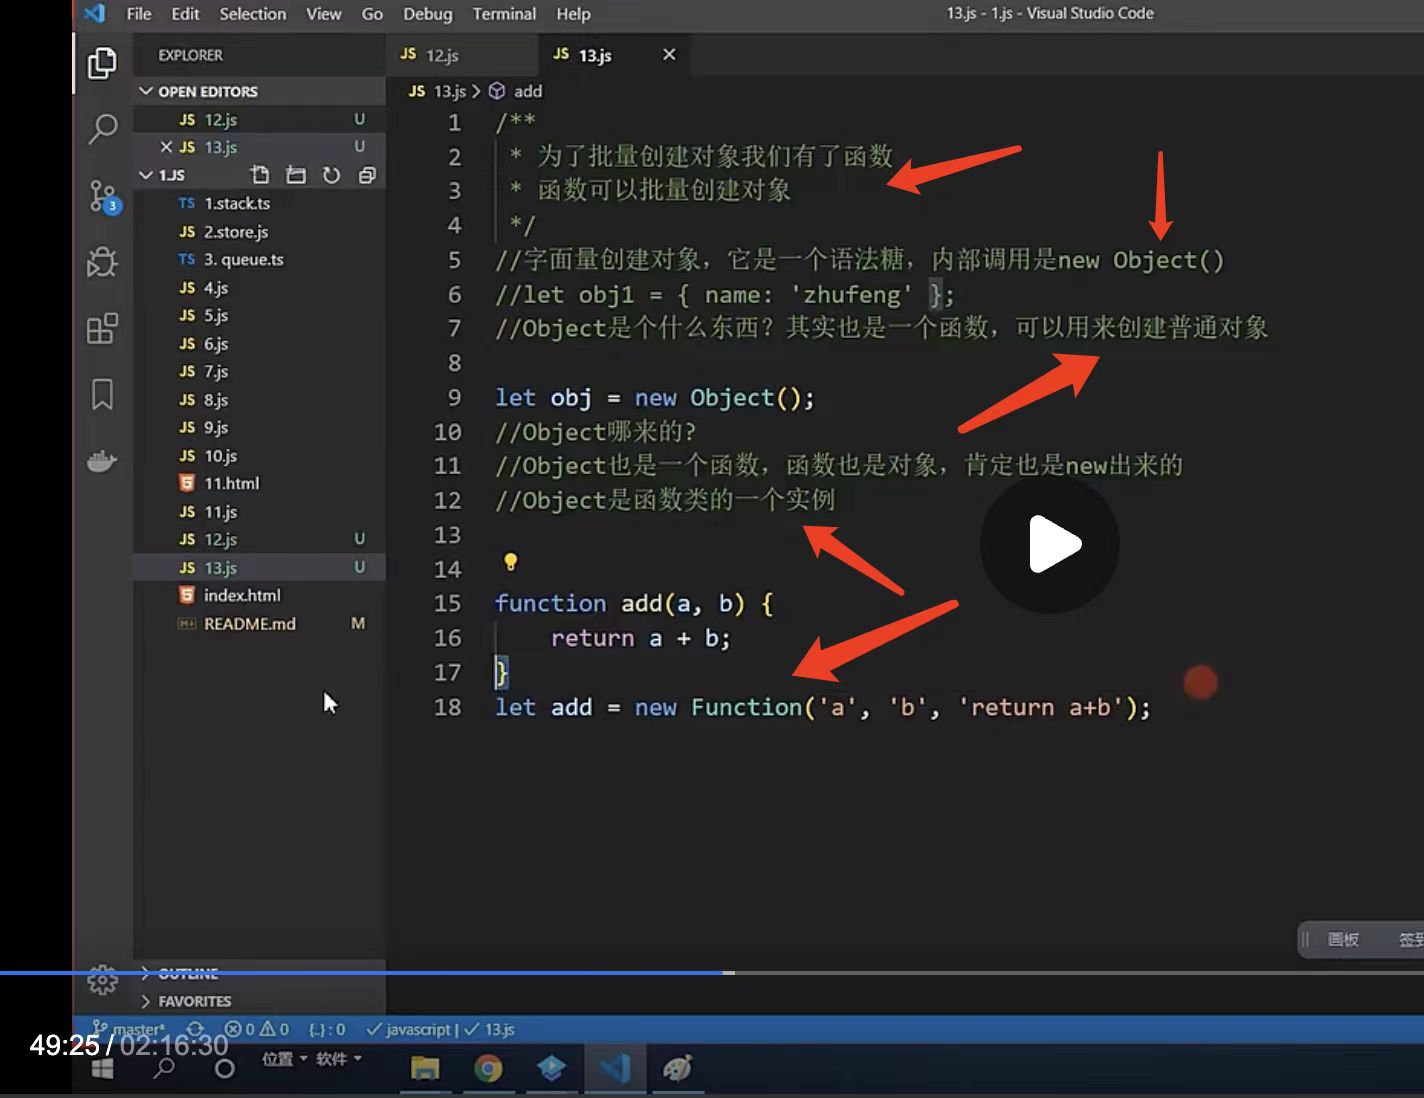 File Edit Selection View Go Debug Terminal Help 13.js - 1.js - Visual Studio Code
EXPLORER
OPEN EDITORS
JS 12.js U
JS 13.js U
1.JS
3
TS 1.stack.ts
JS 2.store.js
TS 3. queue.ts
JS 4.js
JS 5.js
JS 6.js
JS 7.js
JS 8.js
JS 9.js
JS 10.js
11.html
JS 11.js
JS 12.js U
JS 13.js U
index.html
README.md M
OUTLINE
FAVORITES
JS 12.js JS 13.js
JS 13.js > add
1 /**
2 * 为了批量创建对象我们有了函数
3 * 函数可以批量创建对象
4 */
5 //字面量创建对象，它是一个语法糖，内部调用是new Object()
6 //let obj1 = { name: 'zhufeng' };
7 //Object是个什么东西？其实也是一个函数，可以用来创建普通对象
8
9 let obj = new Object();
10 //Object哪来的?
11 //Object也是一个函数，函数也是对象，肯定也是new出来的
12 //Object是函数类的一个实例
13
14
15 function add(a, b) {
16 return a + b;
17 }
18 let add = new Function('a', 'b', 'return a+b');
画板 签到
master* 0 0 {..} : 0 javascript | 13.js
49:25 / 02:16:30
位置 软件